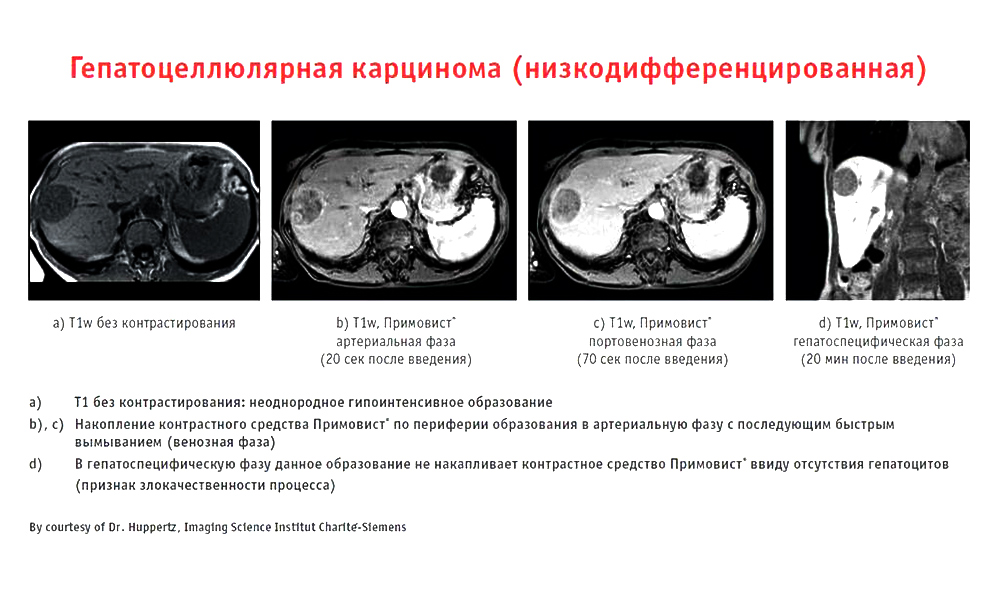 Гепатоцеллюлярная карцинома (низкодифференцированная)
a) T1w без контрастирования
b) T1w, Примовист*
артериальная фаза
(20 сек после введения)
c) T1w, Примовист*
портовенозная фаза
(70 сек после введения)
d) T1w, Примовист*
гепатоспецифическая фаза
(20 мин после введения)
a) T1 без контрастирования: неоднородное гипоинтенсивное образование
b), c) Накопление контрастного средства Примовист* по периферии образования в артериальную фазу с последующим быстрым
вымыванием (венозная фаза)
d) В гепатоспецифическую фазу данное образование не накапливает контрастное средство Примовист* ввиду отсутствия гепатоцитов
(признак злокачественности процесса)
By courtesy of Dr. Huppertz, Imaging Science Institut Charité-Siemens